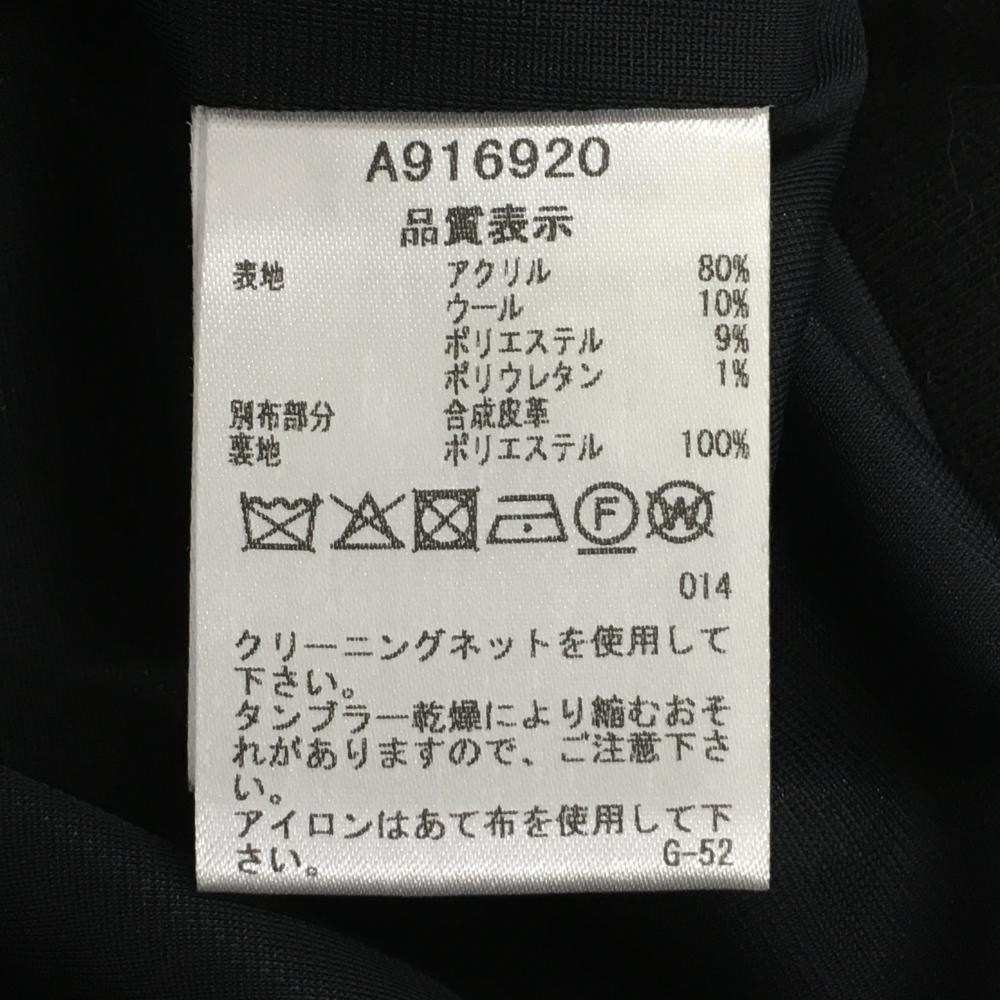 A916920
品質表示
表地 アクリル 80%
ウール 10%
ポリエステル 9%
ポリウレタン 1%
別布部分 合成皮革
裏地 ポリエステル 100%
F W
014
クリーニングネットを使用して
下さい。
タンブラー乾燥により縮むおそ
れがありますので、ご注意下さ
い。
アイロンはあて布を使用して下
さい。 G-52